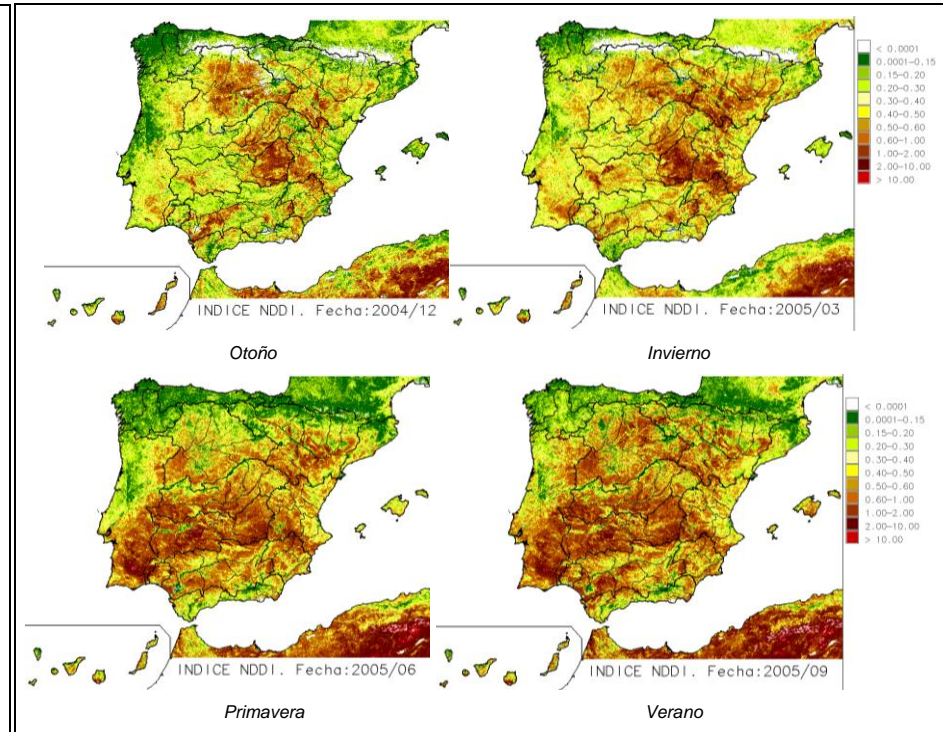 < 0.0001
0.0001-0.15
0.15-0.20
0.20-0.30
0.30-0.40
0.40-0.50
0.50-0.60
0.60-1.00
1.00-2.00
2.00-10.00
> 10.00
INDICE NDDI. Fecha:2004/12
INDICE NDDI. Fecha:2005/03
Otoño
Invierno
< 0.0001
0.0001-0.15
0.15-0.20
0.20-0.30
0.30-0.40
0.40-0.50
0.50-0.60
0.60-1.00
1.00-2.00
2.00-10.00
> 10.00
INDICE NDDI. Fecha:2005/06
INDICE NDDI. Fecha:2005/09
Primavera
Verano